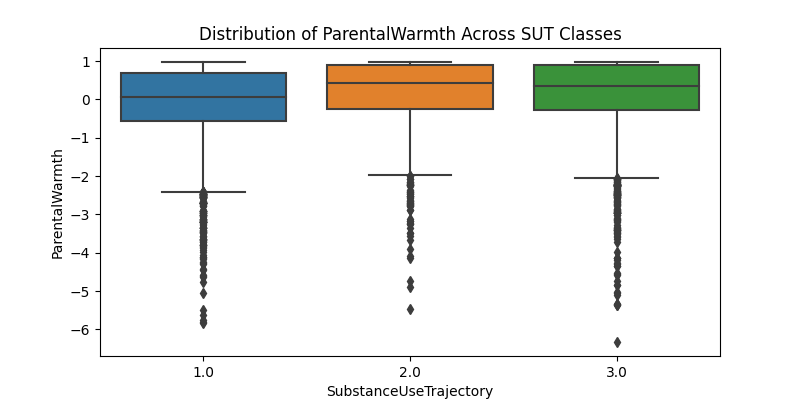 Distribution of ParentalWarmth Across SUT Classes
1
0
−1
−2
−3
−4
−5
−6
ParentalWarmth
1.0 2.0 3.0
SubstanceUseTrajectory